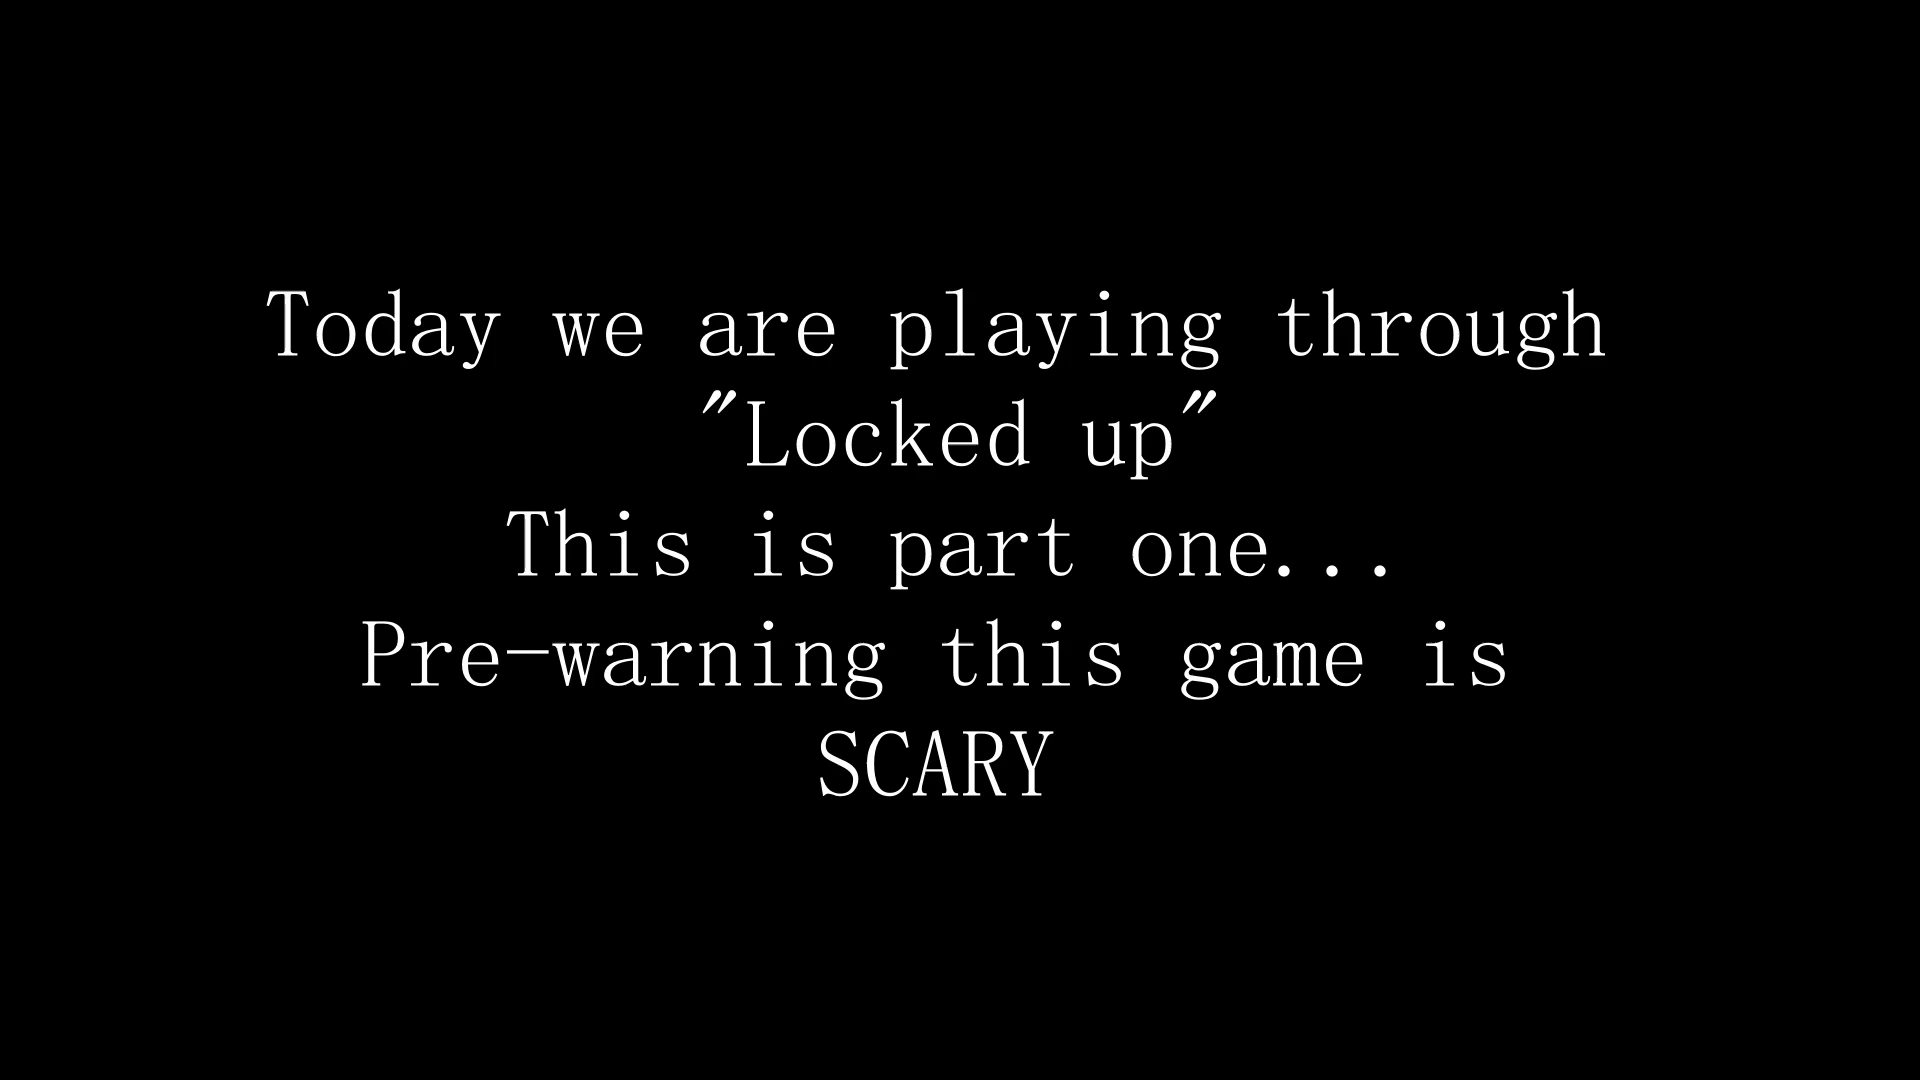 Today we are playing through
"Locked up"
This is part one...
Pre-warning this game is
SCARY